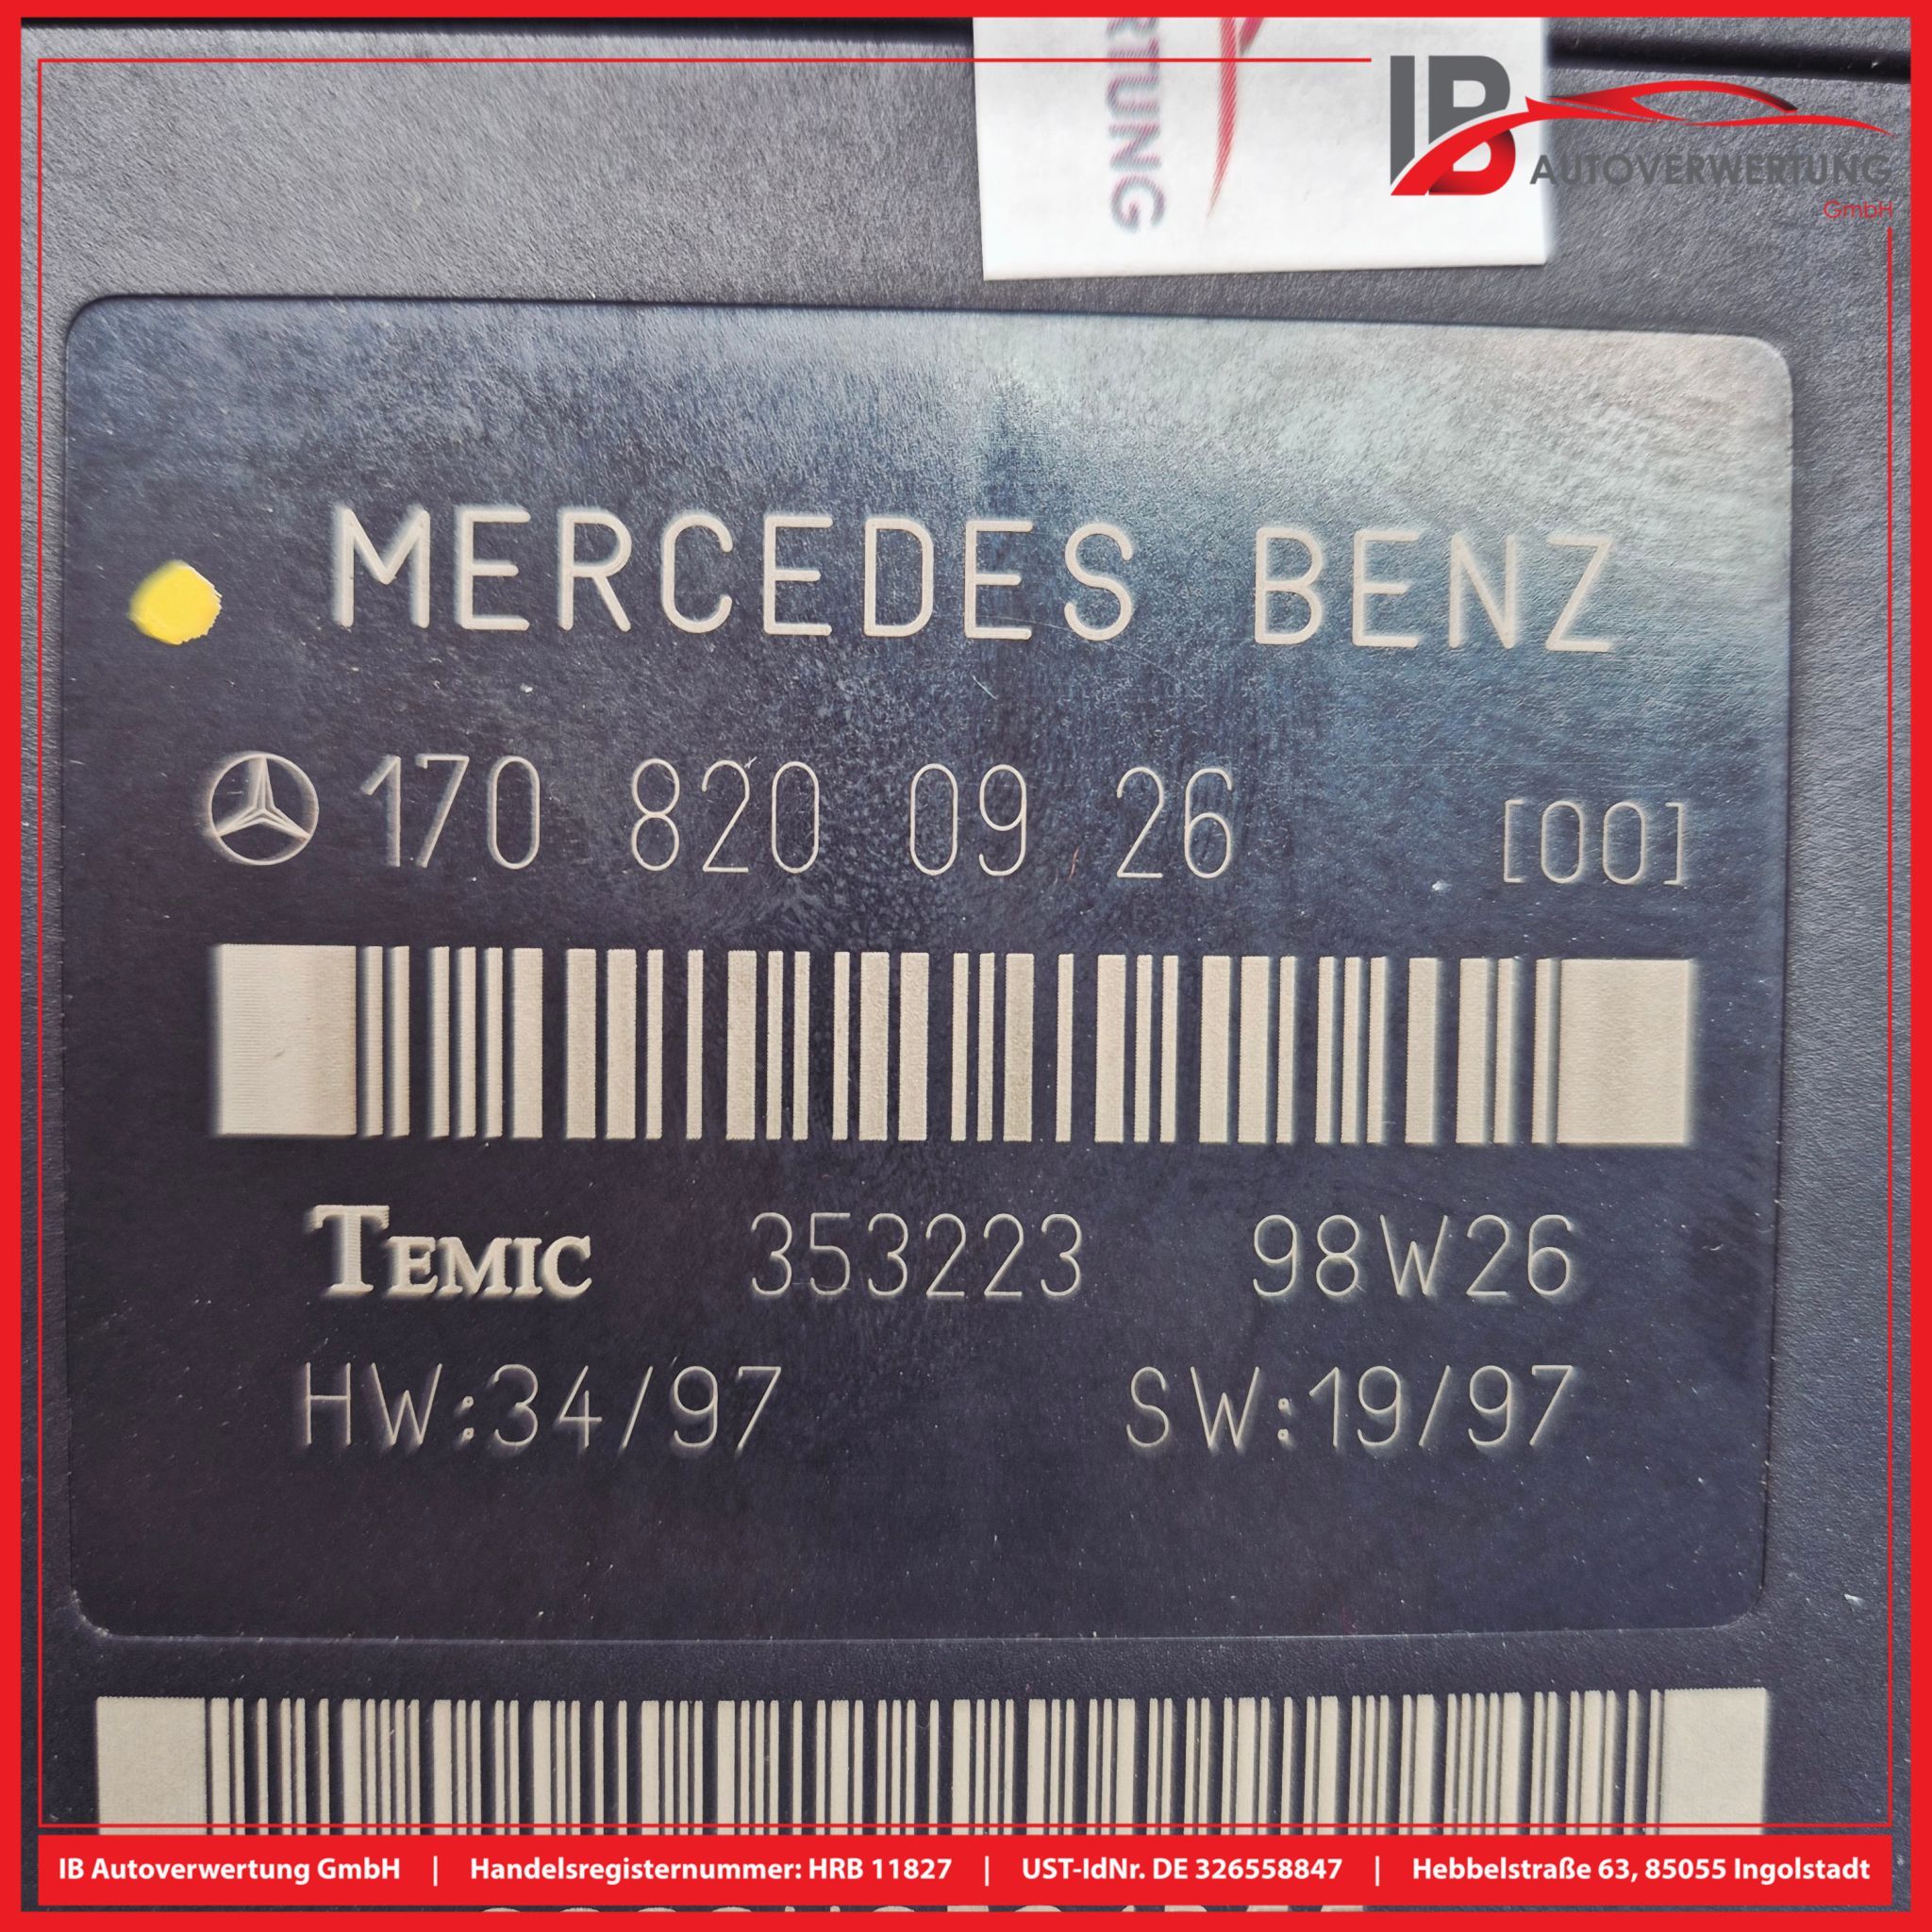 RTUNG
IB
AUTOVERWERTUNG
GmbH
MERCEDES BENZ
170 820 09 26 [00]
TEMIC 353223 98W26
HW:34/97 SW:19/97
IB Autoverwertung GmbH | Handelsregisternummer: HRB 11827 | UST-IdNr. DE 326558847 | Hebbelstraße 63, 85055 Ingolstadt